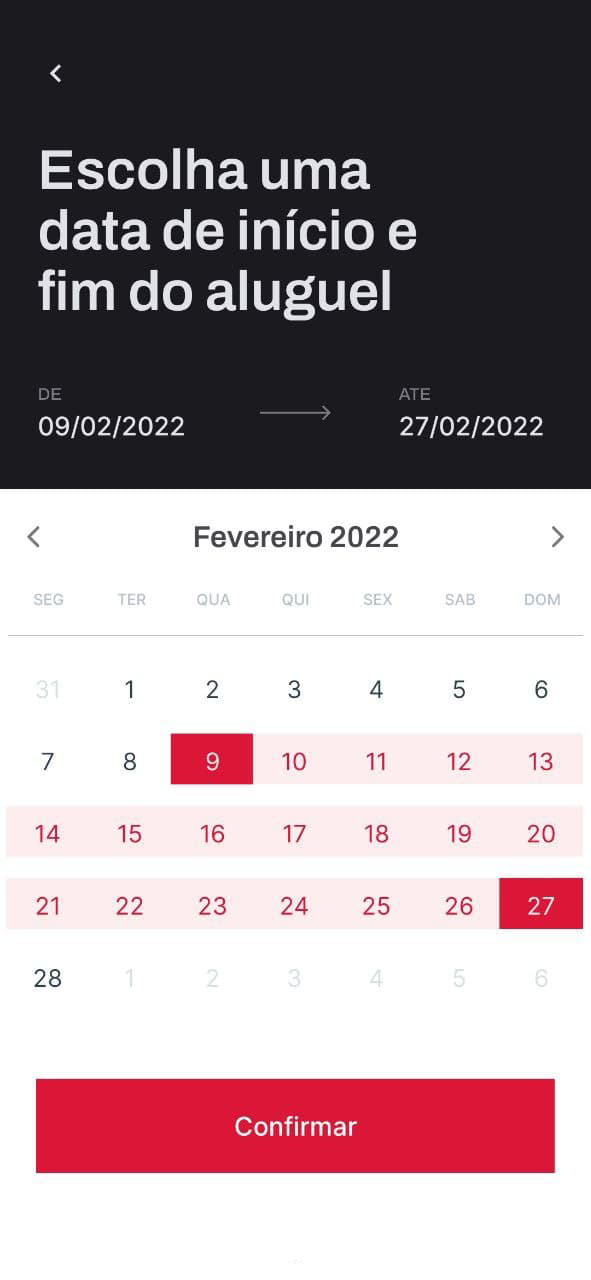 Escolha uma
data de início e
fim do aluguel
DE
09/02/2022
ATE
27/02/2022
Fevereiro 2022
SEG TER QUA QUI SEX SAB DOM
31 1 2 3 4 5 6
7 8 9 10 11 12 13
14 15 16 17 18 19 20
21 22 23 24 25 26 27
28 1 2 3 4 5 6
Confirmar